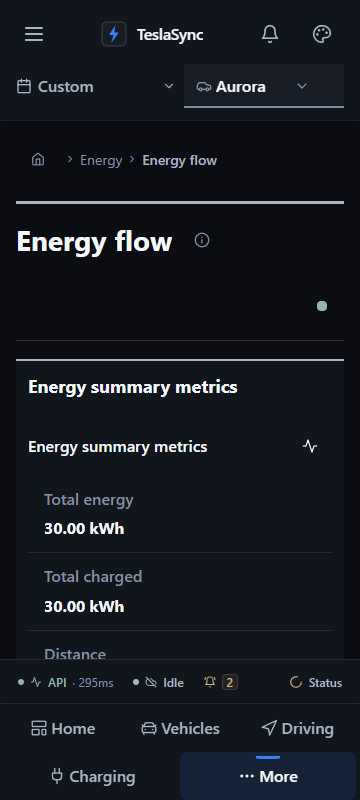 TeslaSync
Custom
Aurora
Energy
Energy flow
Energy flow
Energy summary metrics
Energy summary metrics
Total energy
30.00 kWh
Total charged
30.00 kWh
Distance
API · 295ms
Idle
2
Status
Home
Vehicles
Driving
Charging
More